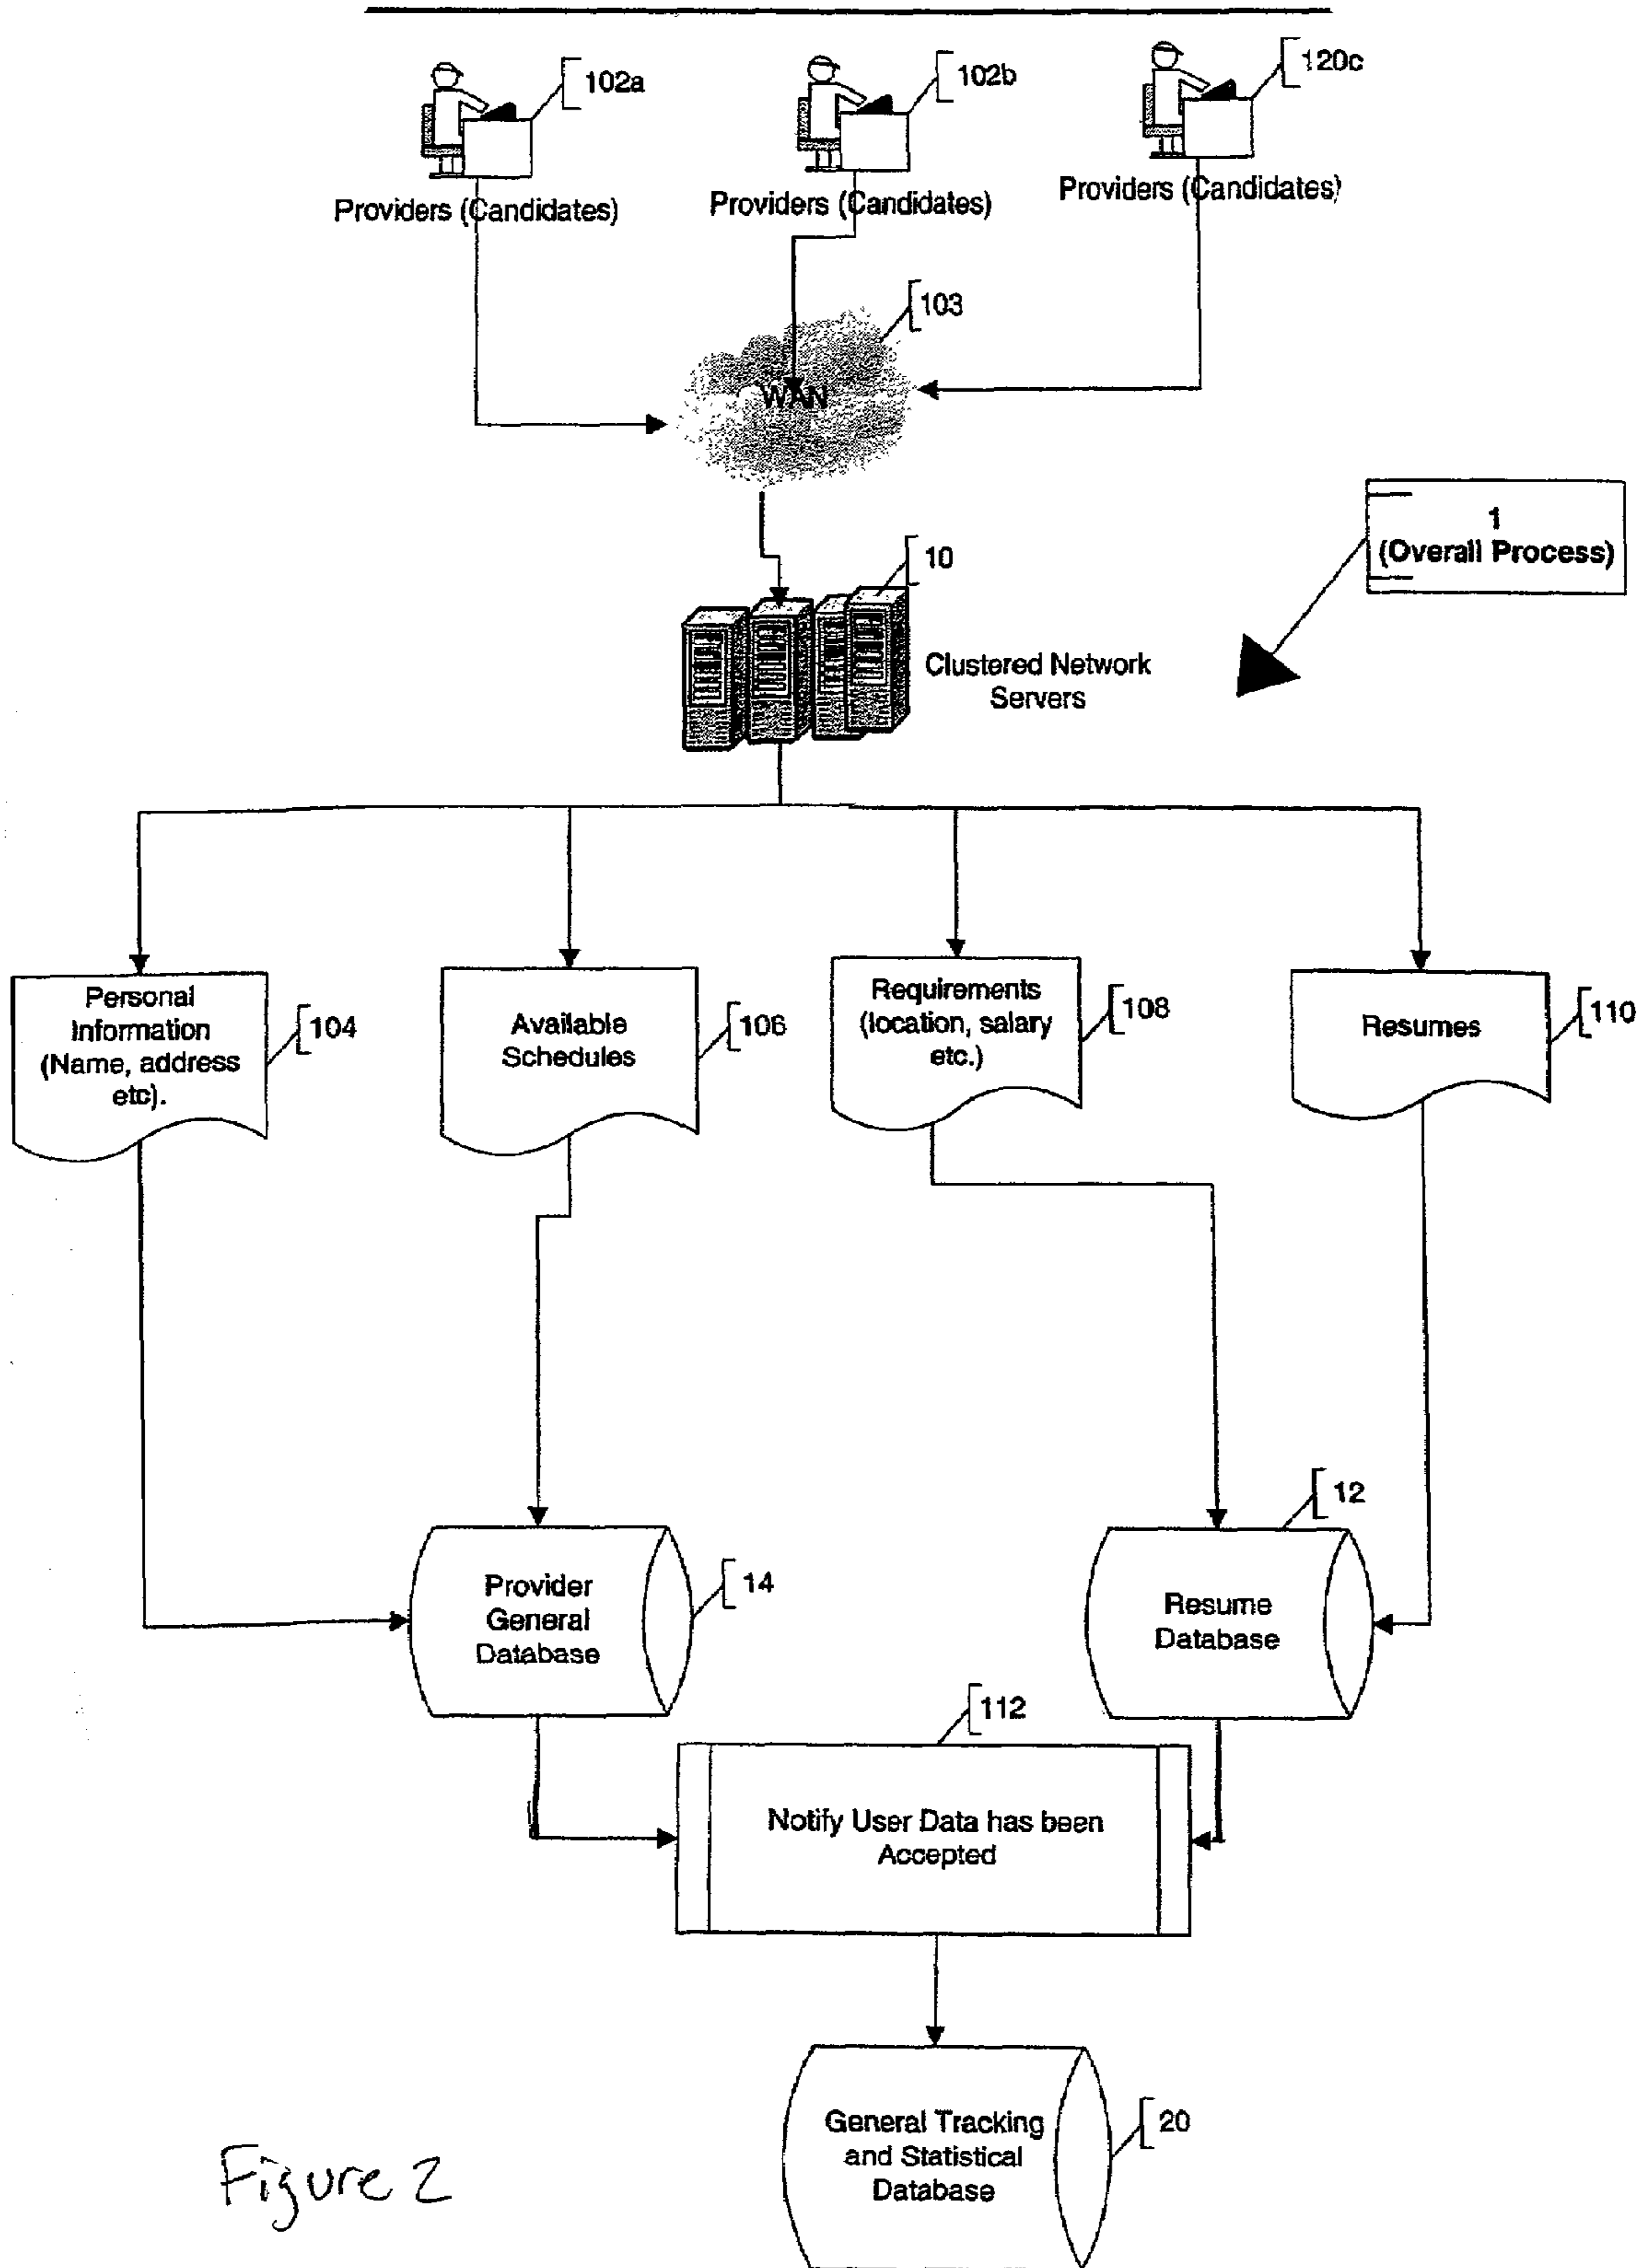 102a
102b
120c
Providers (Candidates)
Providers (Candidates)
Providers (Candidates)
103
WAN
1
(Overall Process)
10
Clustered Network
Servers
Personal
Information
(Name, address
etc).
104
Available
Schedules
106
Requirements
(location, salary
etc.)
108
Resumes
110
12
Provider
General
Database
14
Resume
Database
112
Notify User Data has been
Accepted
General Tracking
and Statistical
Database
20
Figure 2